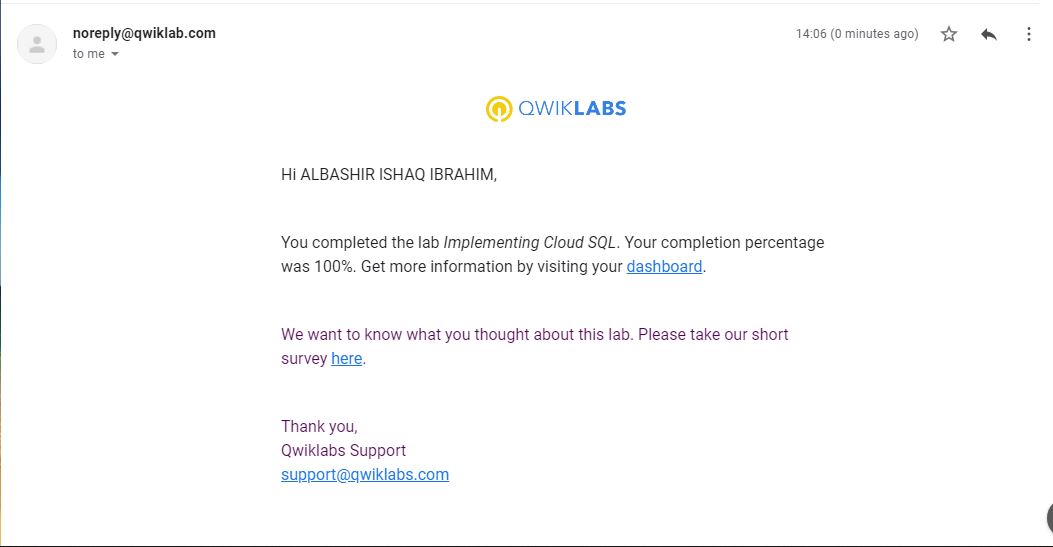 noreply@qwiklab.com
14:06 (0 minutes ago)
to me
QWIKLABS
Hi ALBASHIR ISHAQ IBRAHIM,
You completed the lab Implementing Cloud SQL. Your completion percentage
was 100%. Get more information by visiting your dashboard.
We want to know what you thought about this lab. Please take our short
survey here.
Thank you,
Qwiklabs Support
support@qwiklabs.com